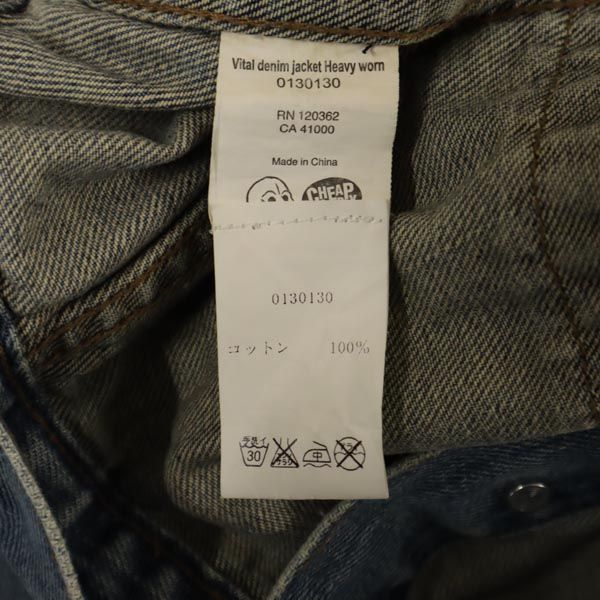 Vital denim jacket Heavy worn
0130130
RN 120362
CA 41000
Made in China
CHEAP
0130130
コットン 100%
30
中